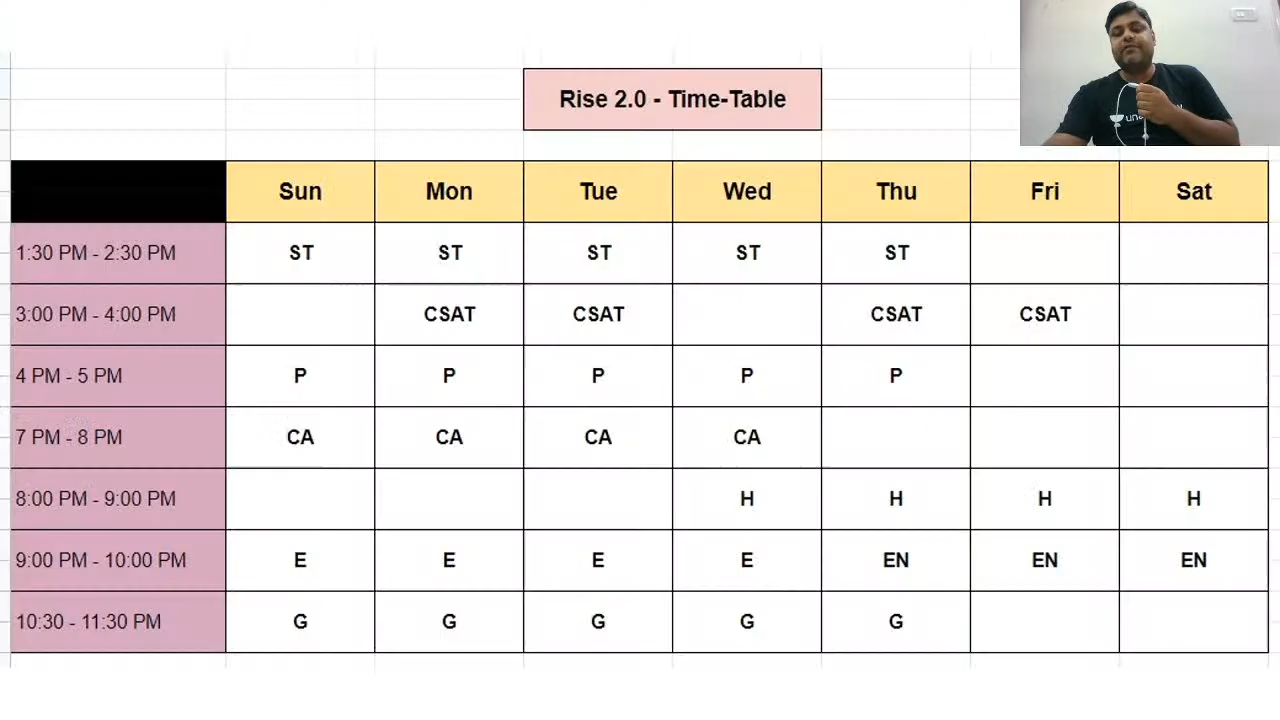 Rise 2.0 - Time-Table
Sun Mon Tue Wed Thu Fri Sat
1:30 PM - 2:30 PM ST ST ST ST ST
3:00 PM - 4:00 PM CSAT CSAT CSAT CSAT
4 PM - 5 PM P P P P P
7 PM - 8 PM CA CA CA CA
8:00 PM - 9:00 PM H H H H
9:00 PM - 10:00 PM E E E E EN EN EN
10:30 - 11:30 PM G G G G G